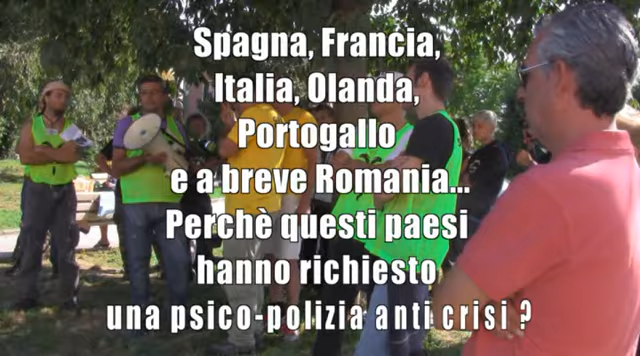 Spagna, Francia,
Italia, Olanda,
Portogallo
e a breve Romania...
Perchè questi paesi
hanno richiesto
una psico-polizia anti crisi ?